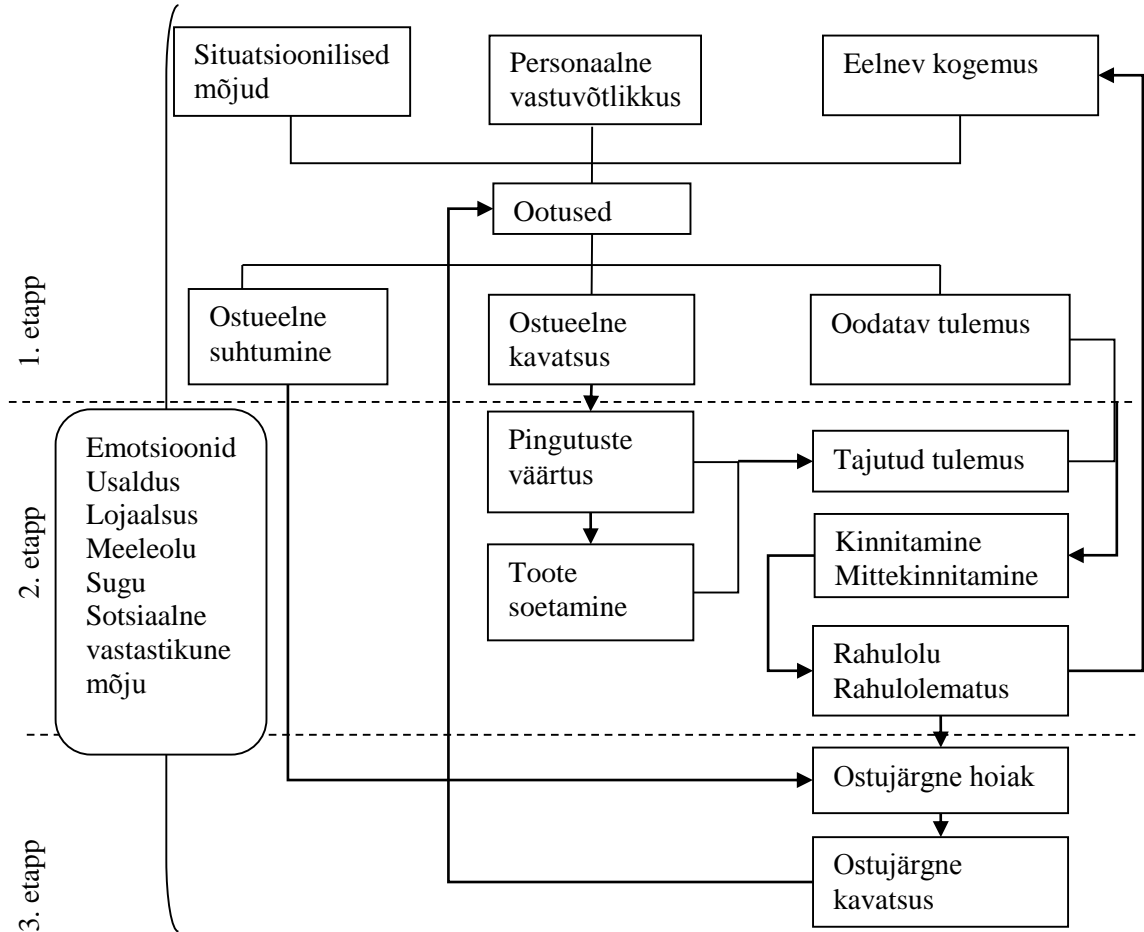 Situatsioonilised
mõjud
Personaalne
vastuvõtlikkus
Eelnev kogemus
Ootused
1. etapp
Ostueelne
suhtumine
Ostueelne
kavatsus
Oodatav tulemus
2. etapp
Emotsioonid
Usaldus
Lojaalsus
Meeleolu
Sugu
Sotsiaalne
vastastikune
mõju
Pingutuste
väärtus
Tajutud tulemus
Toote
soetamine
Kinnitamine
Mittekinnitamine
Rahulolu
Rahulolematus
3. etapp
Ostujärgne hoiak
Ostujärgne
kavatsus